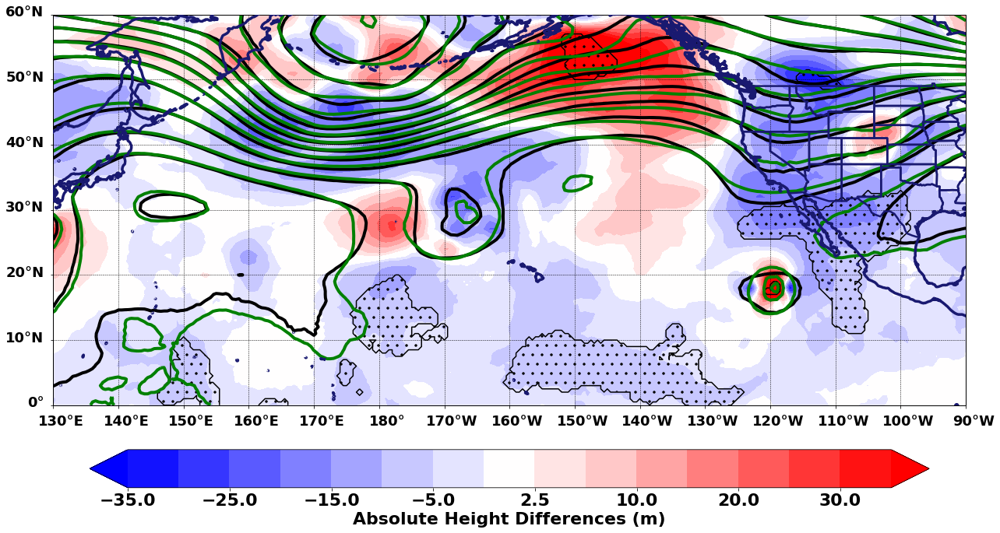 60°N
50°N
40°N
30°N
20°N
10°N
0°
130°E 140°E 150°E 160°E 170°E 180° 170°W 160°W 150°W 140°W 130°W 120°W 110°W 100°W 90°W
−35.0 −25.0 −15.0 −5.0 2.5 10.0 20.0 30.0
Absolute Height Differences (m)